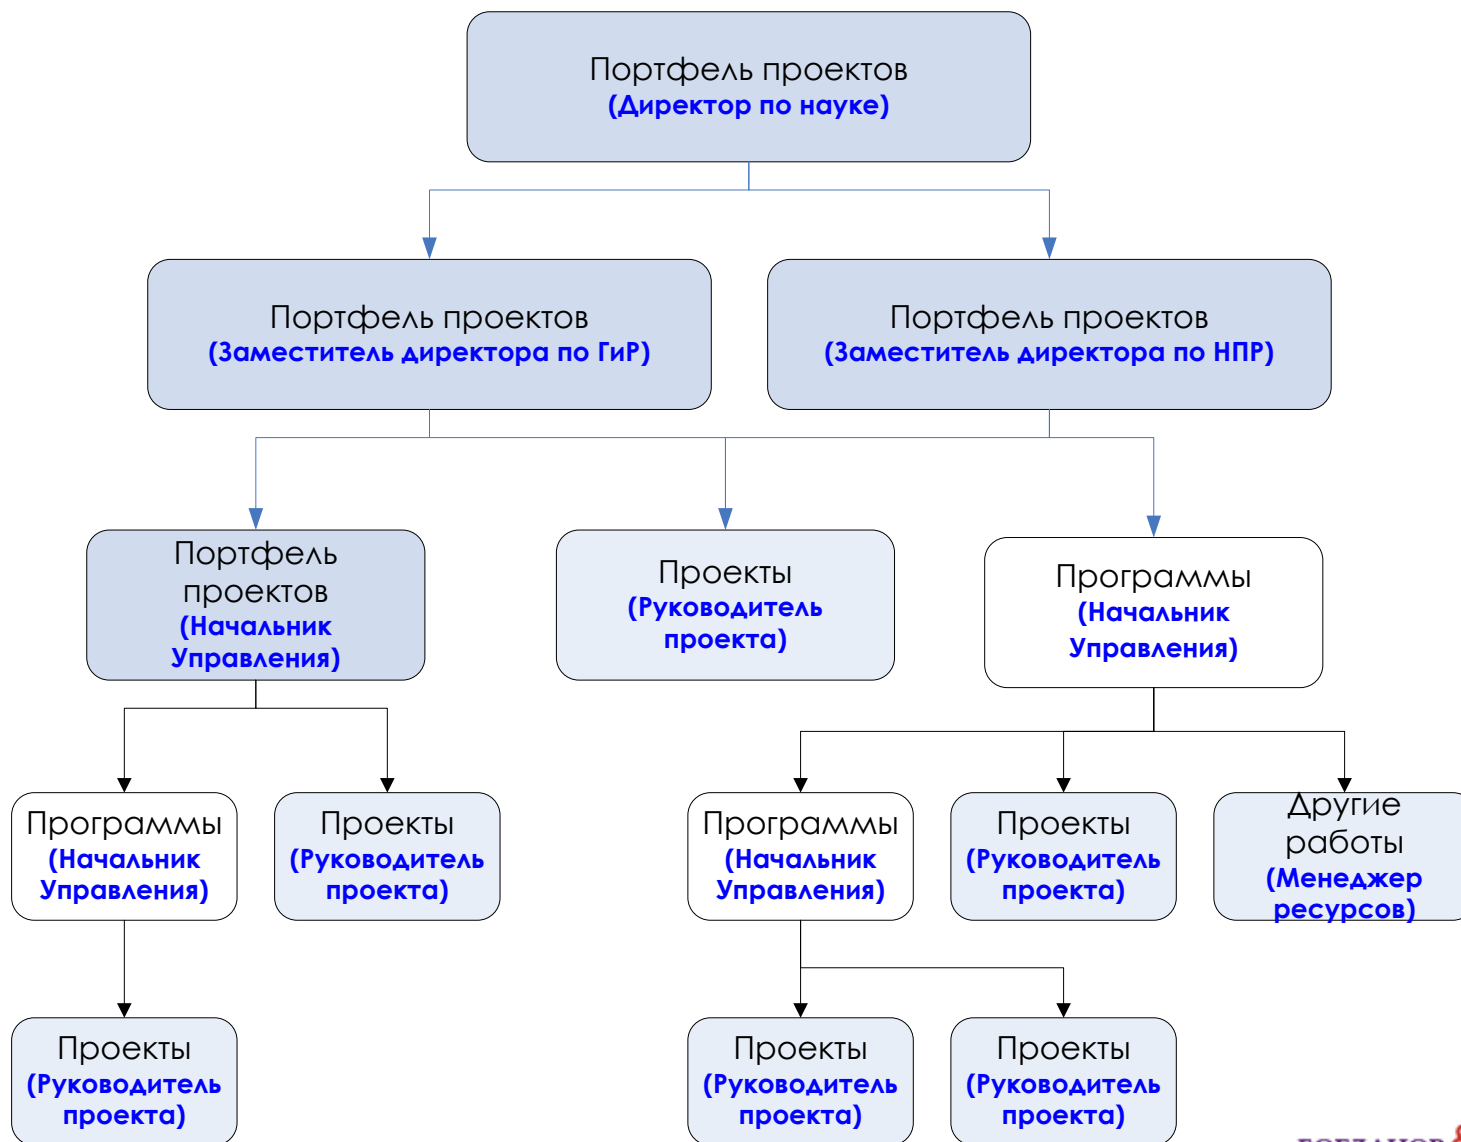 Портфель проектов
(Директор по науке)
Портфель проектов
(Заместитель директора по ГиР)
Портфель проектов
(Заместитель директора по НПР)
Портфель
проектов
(Начальник
Управления)
Проекты
(Руководитель
проекта)
Программы
(Начальник
Управления)
Программы
(Начальник
Управления)
Проекты
(Руководитель
проекта)
Программы
(Начальник
Управления)
Проекты
(Руководитель
проекта)
Другие
работы
(Менеджер
ресурсов)
Проекты
(Руководитель
проекта)
Проекты
(Руководитель
проекта)
Проекты
(Руководитель
проекта)